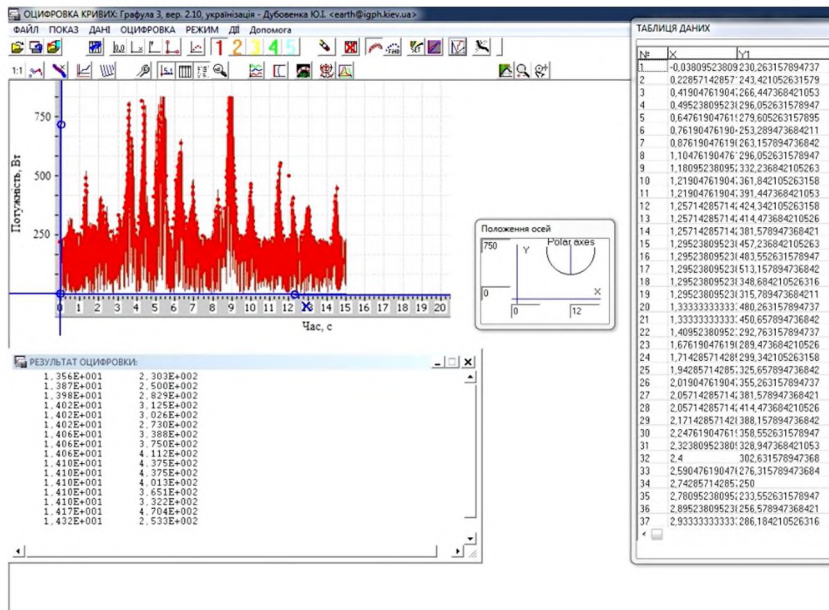 ОЦИФРОВКА КРИВИХ: Графула 3, вер. 2.10, українізація - Дубовенка Ю.І. <earth@igph.kiev.ua>
ФАЙЛ ПОКАЗ ДАНІ ОЦИФРОВКА РЕЖИМ ДІЇ Допомога
1 2 3 4 5
1:1
750
500
250
Потужність, Вт
0 1 2 3 4 5 6 7 8 9 10 11 12 13 14 15 16 17 18 19 20
X
Час, с
Положення осей
750
Y
Polar axes
0
X
0
12
РЕЗУЛЬТАТ ОЦИФРОВКИ:
1,356E+001 2,303E+002
1,387E+001 2,500E+002
1,398E+001 2,829E+002
1,402E+001 3,125E+002
1,402E+001 3,026E+002
1,402E+001 2,730E+002
1,406E+001 3,388E+002
1,406E+001 3,750E+002
1,406E+001 4,112E+002
1,410E+001 4,375E+002
1,410E+001 4,375E+002
1,410E+001 4,013E+002
1,410E+001 3,651E+002
1,410E+001 3,322E+002
1,417E+001 4,704E+002
1,432E+001 2,533E+002
ТАБЛИЦЯ ДАНИХ
№ X Y1
1 -0,03809523809 230,263157894737
2 0,22857142857 243,421052631579
3 0,41904761904 266,447368421053
4 0,49523809523 296,052631578947
5 0,64761904761 279,605263157895
6 0,76190476190 253,289473684211
7 0,87619047619 263,157894736842
8 1,10476190476 296,052631578947
9 1,18095238095 332,236842105263
10 1,21904761904 361,842105263158
11 1,21904761904 391,447368421053
12 1,25714285714 424,342105263158
13 1,25714285714 414,473684210526
14 1,25714285714 381,578947368421
15 1,29523809523 457,236842105263
16 1,29523809523 483,552631578947
17 1,29523809523 513,157894736842
18 1,29523809523 348,684210526316
19 1,29523809523 315,789473684211
20 1,33333333333 480,263157894737
21 1,33333333333 450,657894736842
22 1,40952380952 292,763157894737
23 1,67619047619 289,473684210526
24 1,71428571428 299,342105263158
25 1,94285714285 325,657894736842
26 2,01904761904 355,263157894737
27 2,05714285714 381,578947368421
28 2,05714285714 414,473684210526
29 2,17142857142 388,157894736842
30 2,24761904761 358,552631578947
31 2,32380952380 328,947368421053
32 2,4 302,631578947368
33 2,59047619047 276,315789473684
34 2,74285714285 250
35 2,78095238095 233,552631578947
36 2,89523809523 256,578947368421
37 2,93333333333 286,184210526316